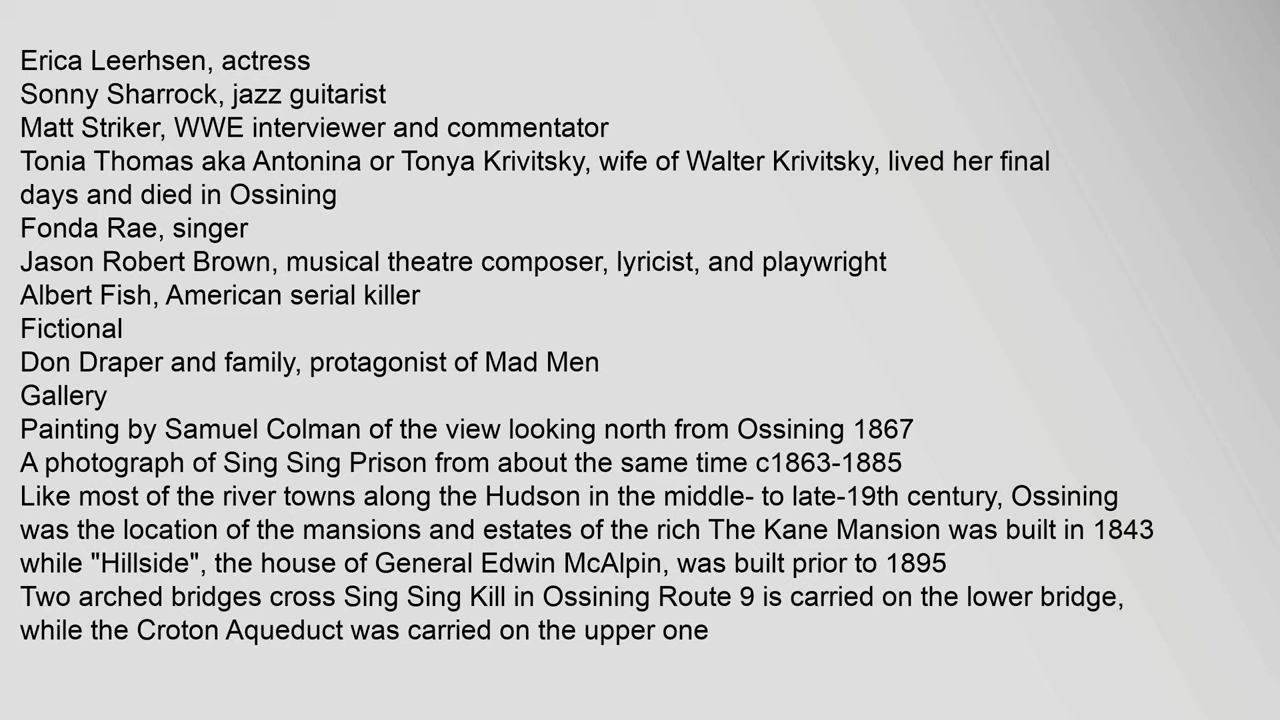 Erica Leerhsen, actress
Sonny Sharrock, jazz guitarist
Matt Striker, WWE interviewer and commentator
Tonia Thomas aka Antonina or Tonya Krivitsky, wife of Walter Krivitsky, lived her final
days and died in Ossining
Fonda Rae, singer
Jason Robert Brown, musical theatre composer, lyricist, and playwright
Albert Fish, American serial killer
Fictional
Don Draper and family, protagonist of Mad Men
Gallery
Painting by Samuel Colman of the view looking north from Ossining 1867
A photograph of Sing Sing Prison from about the same time c1863-1885
Like most of the river towns along the Hudson in the middle- to late-19th century, Ossining
was the location of the mansions and estates of the rich The Kane Mansion was built in 1843
while "Hillside", the house of General Edwin McAlpin, was built prior to 1895
Two arched bridges cross Sing Sing Kill in Ossining Route 9 is carried on the lower bridge,
while the Croton Aqueduct was carried on the upper one